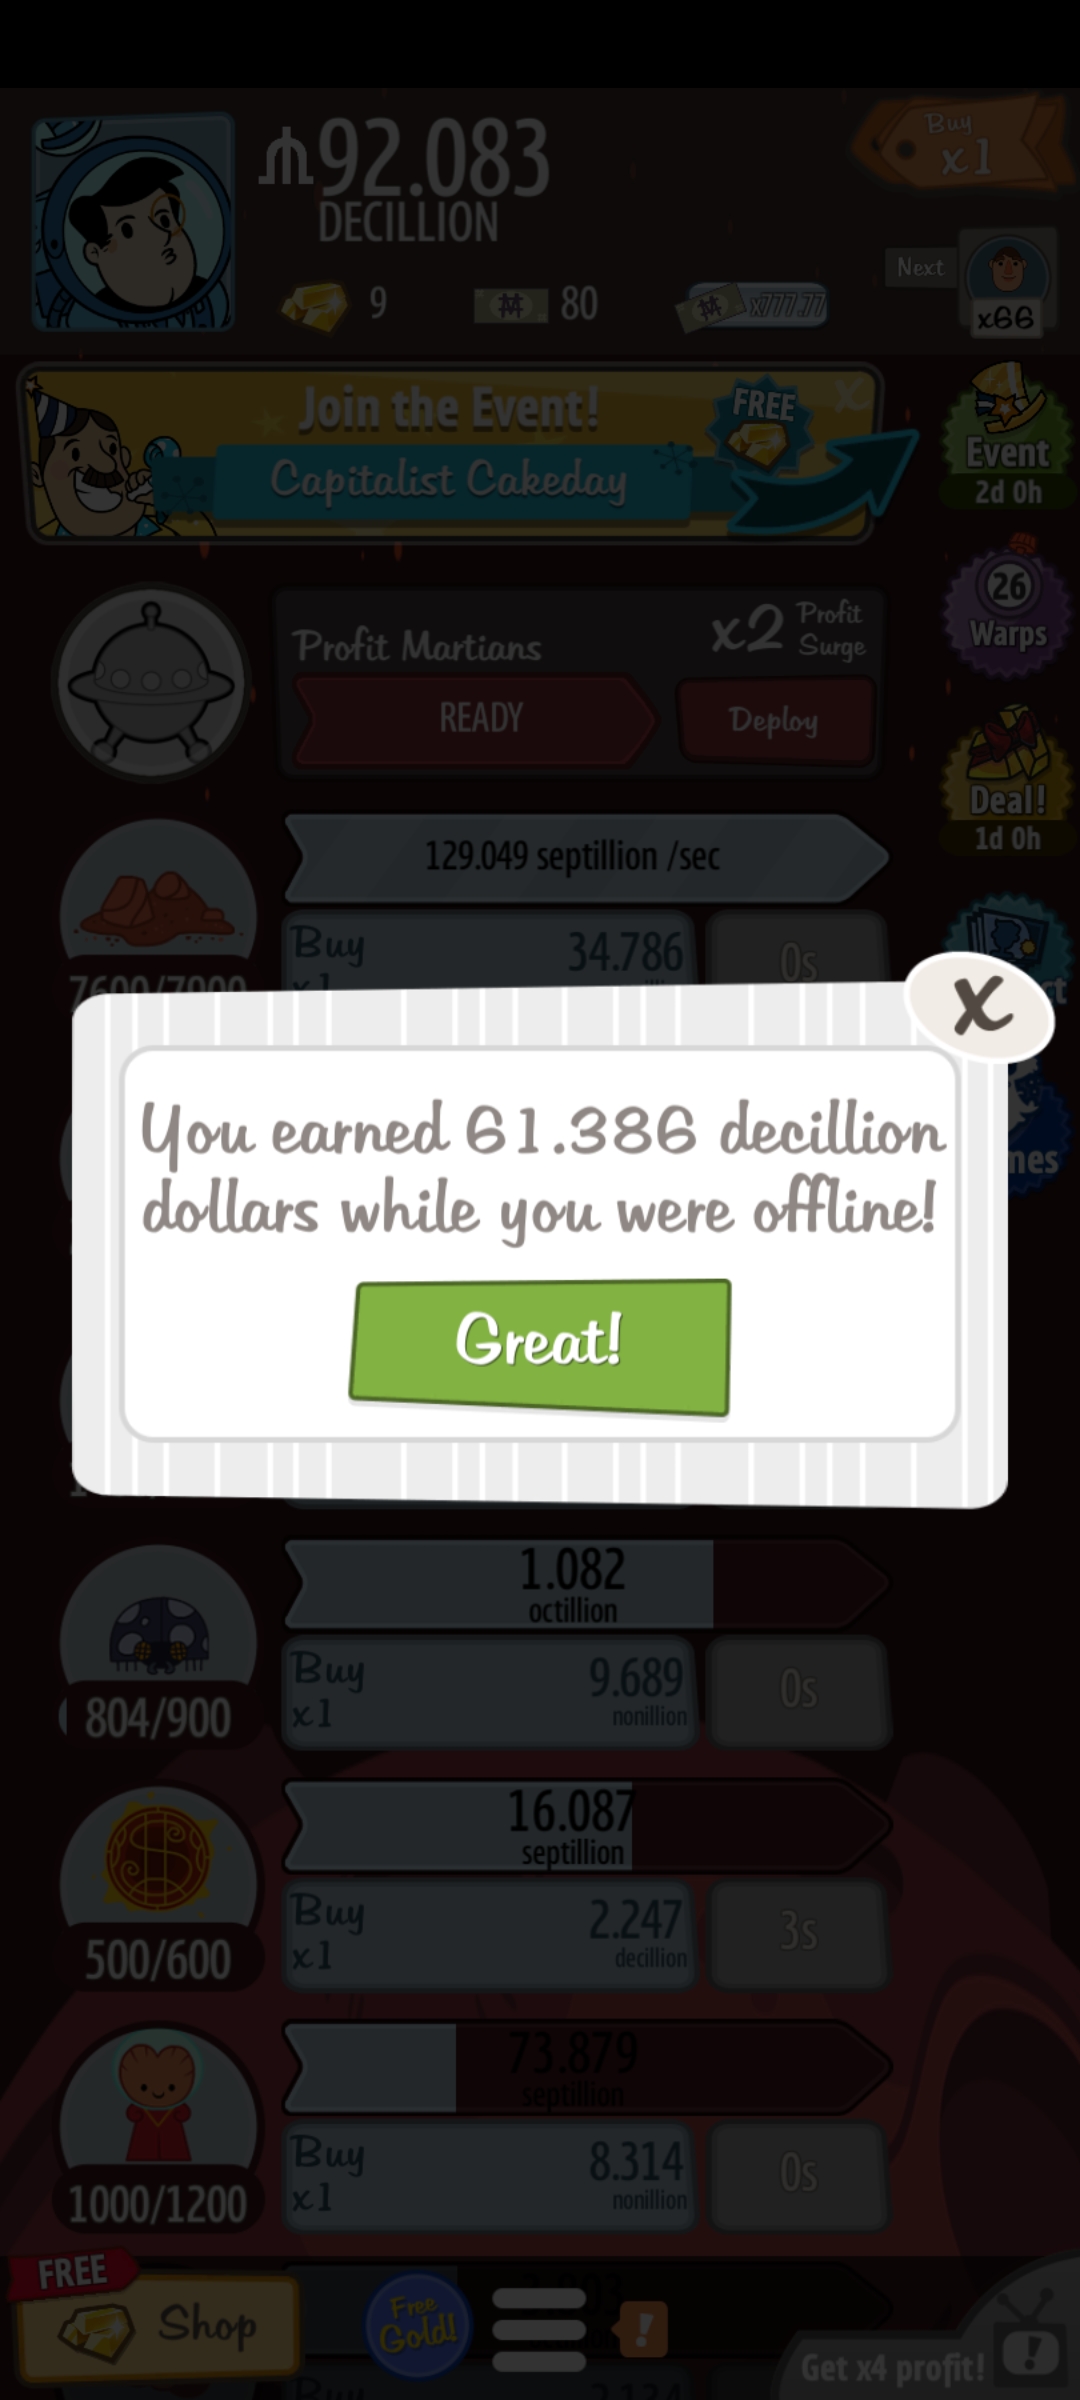 ₼92.083
DECILLION
Buy
x1
9
80
x777.77
Next
x66
Join the Event!
FREE
Capitalist Cakeday
Event
2d 0h
26
Warps
Profit Martians
x2 Profit
Surge
READY
Deploy
Deal!
1d 0h
129.049 septillion /sec
Buy
34.786
0s
x
You earned 61.386 decillion
dollars while you were offline!
Great!
1.082
octillion
Buy
x1
9.689
nonillion
0s
804/900
16.087
septillion
Buy
x1
2.247
decillion
3s
500/600
73.879
septillion
Buy
x1
8.314
nonillion
0s
1000/1200
FREE
Shop
Free
Gold!
!
Get x4 profit!
!